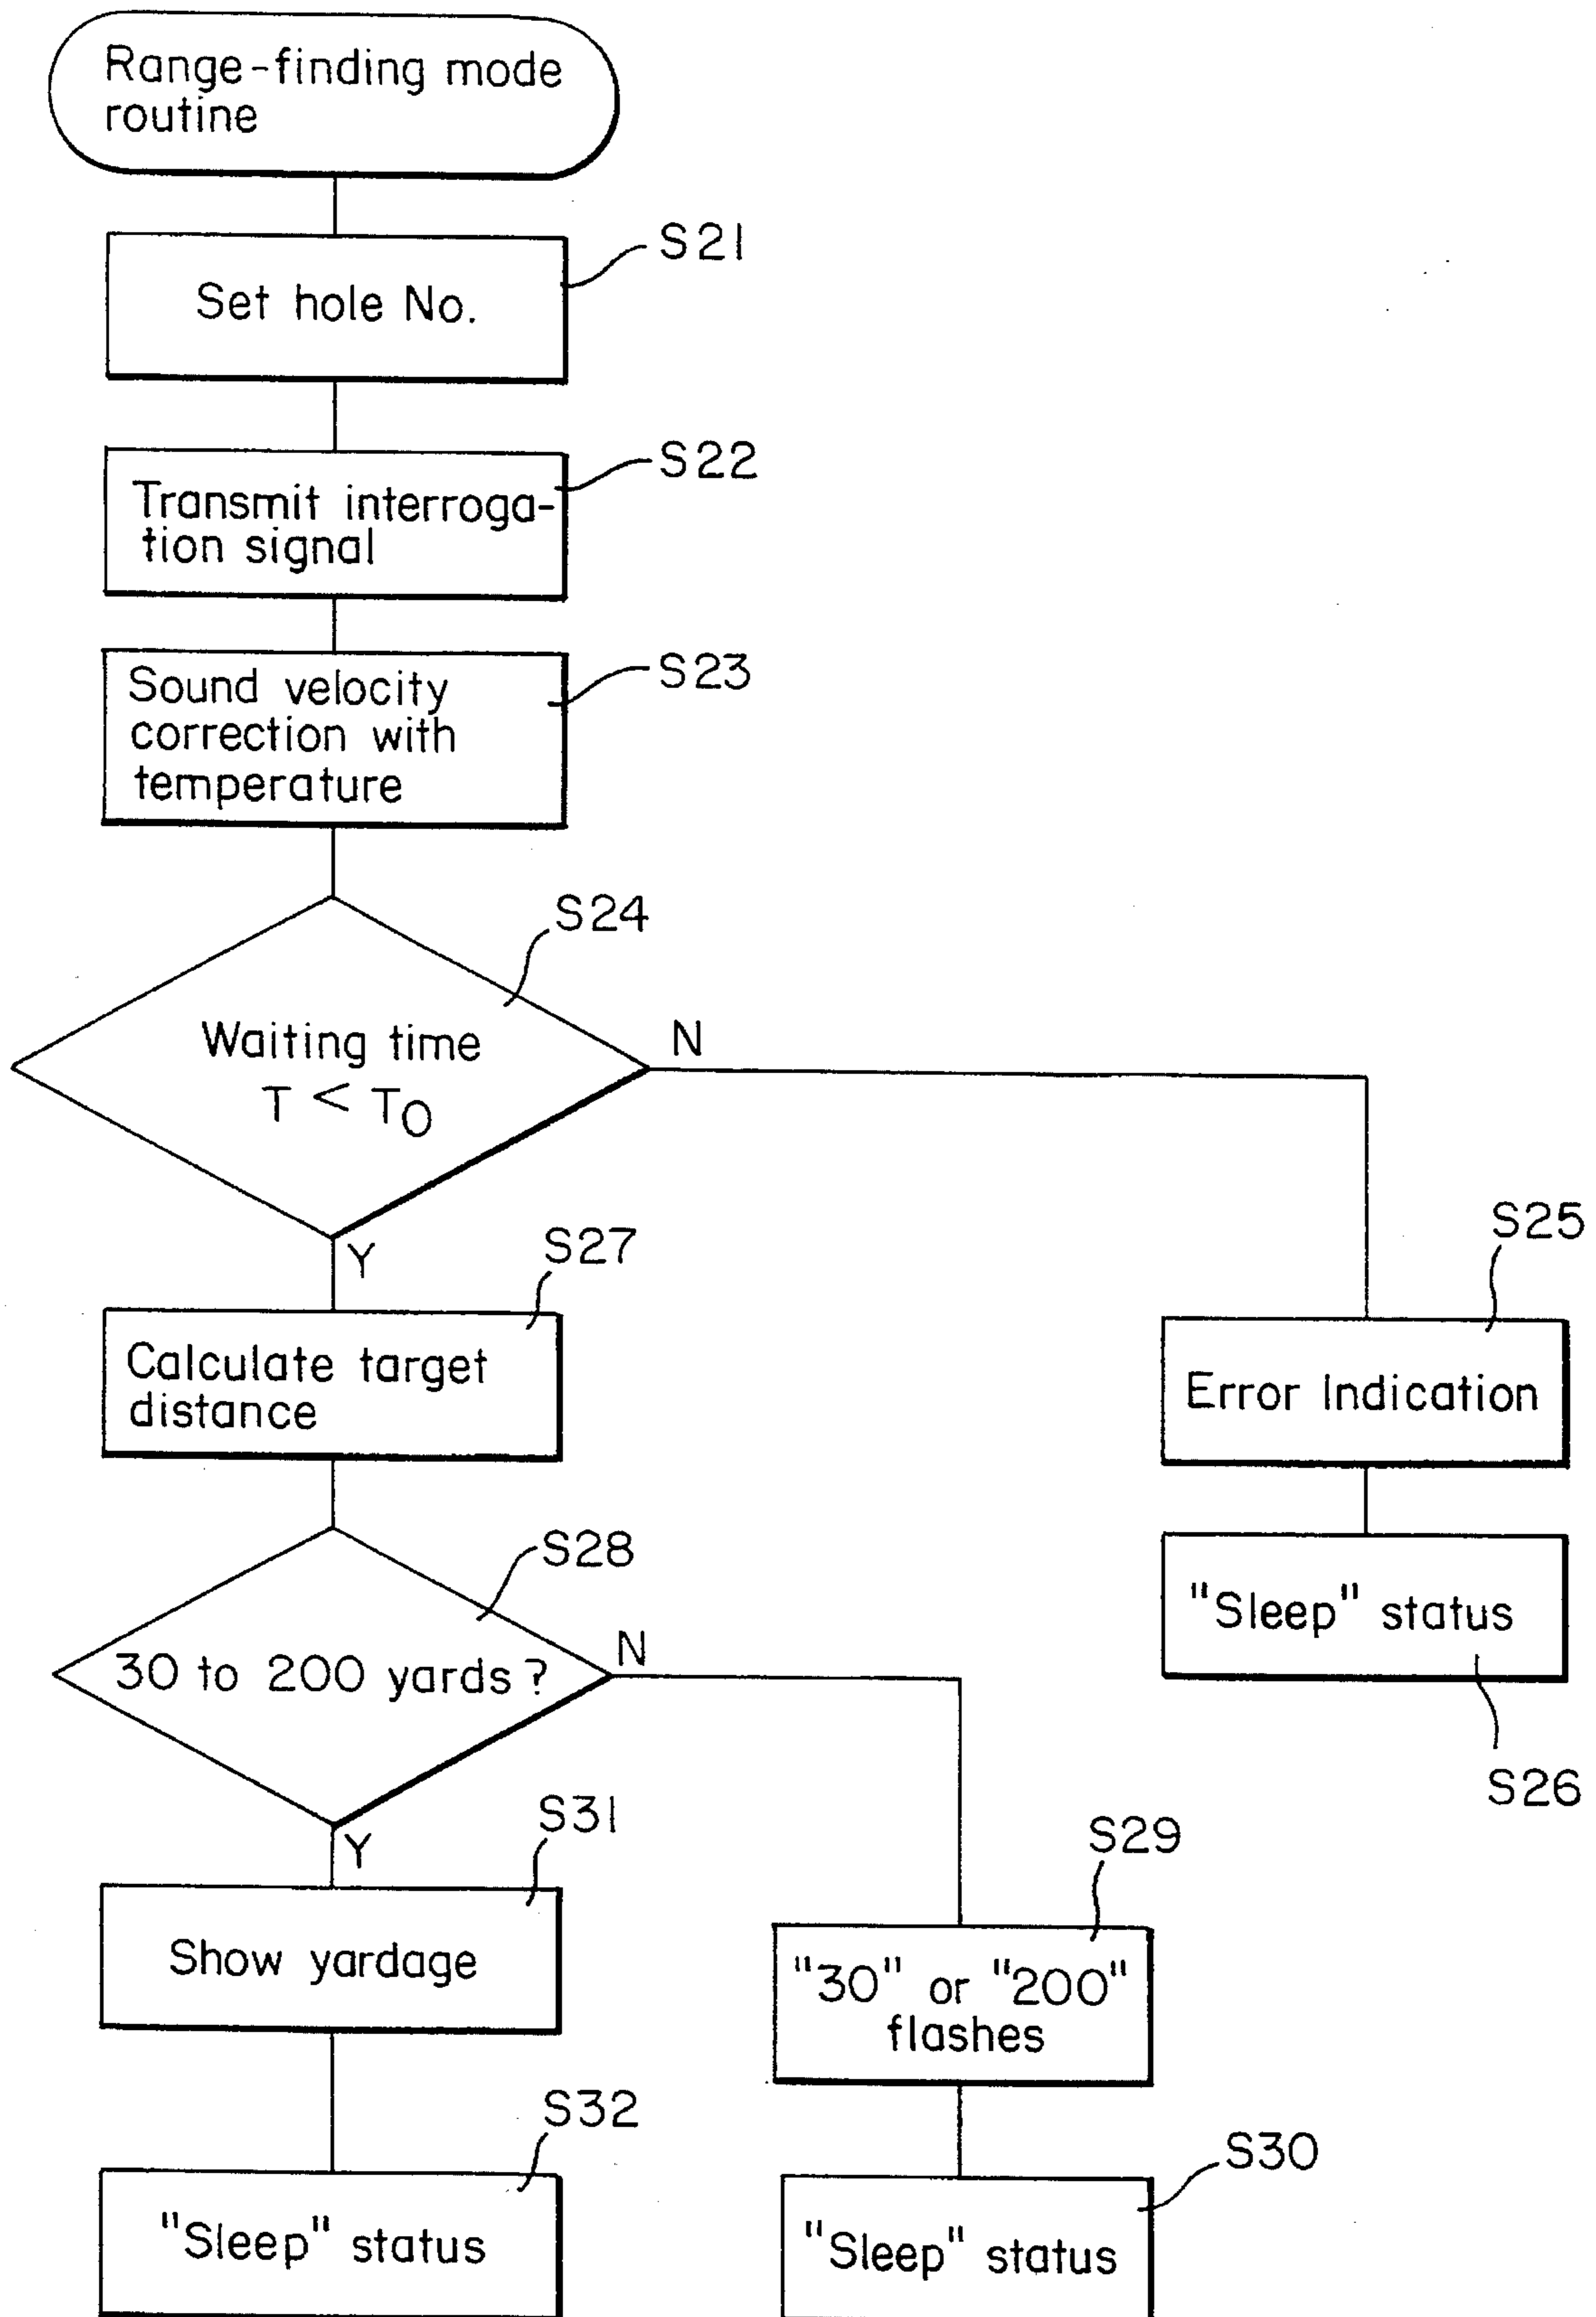 Range-finding mode
routine
S21
Set hole No.
S22
Transmit interroga-
tion signal
S23
Sound velocity
correction with
temperature
S24
Waiting time
T < TO
N
Y
S27
Calculate target
distance
S25
Error Indication
"Sleep" status
S26
S28
30 to 200 yards ?
N
Y
S31
Show yardage
S29
"30" or "200"
flashes
S32
"Sleep" status
S30
"Sleep" status